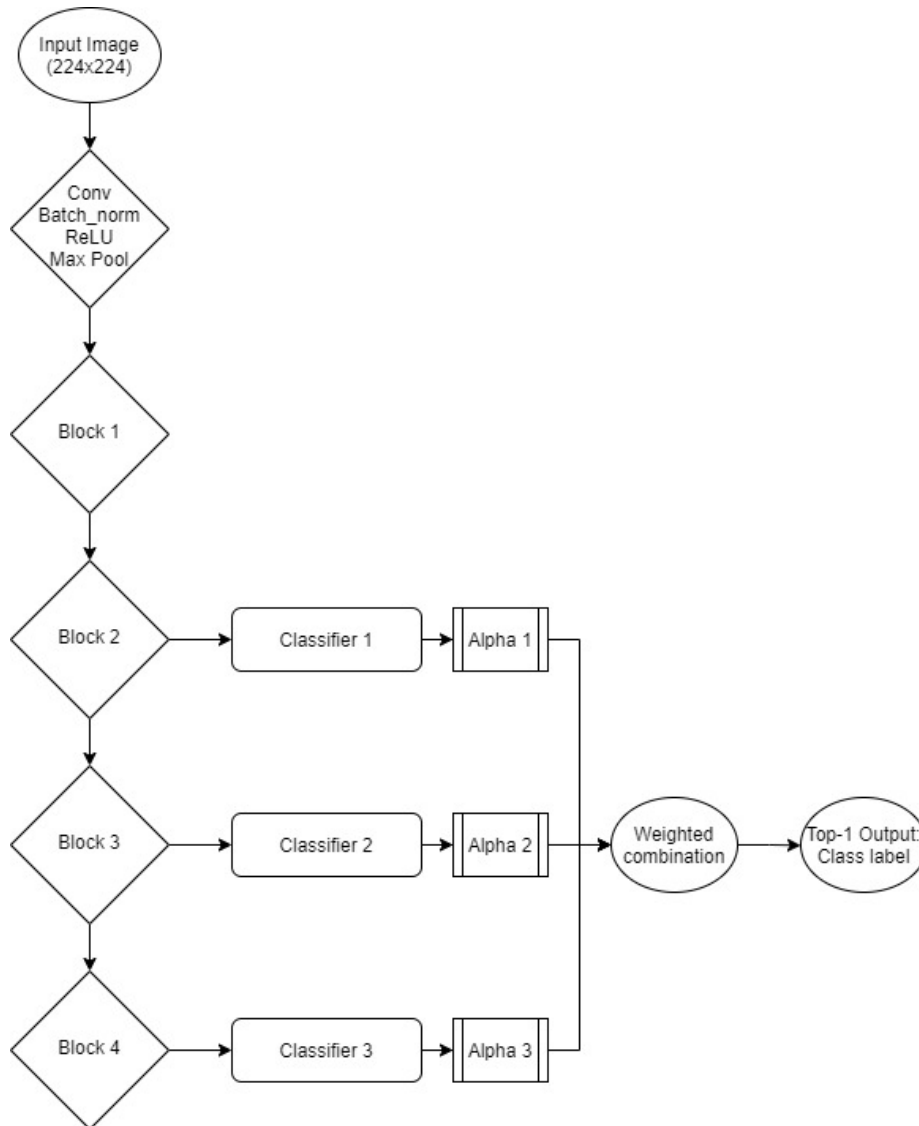 Input Image
(224x224)
Conv
Batch_norm
ReLU
Max Pool
Block 1
Block 2
Classifier 1
Alpha 1
Block 3
Classifier 2
Alpha 2
Weighted
combination
Top-1 Output:
Class label
Block 4
Classifier 3
Alpha 3